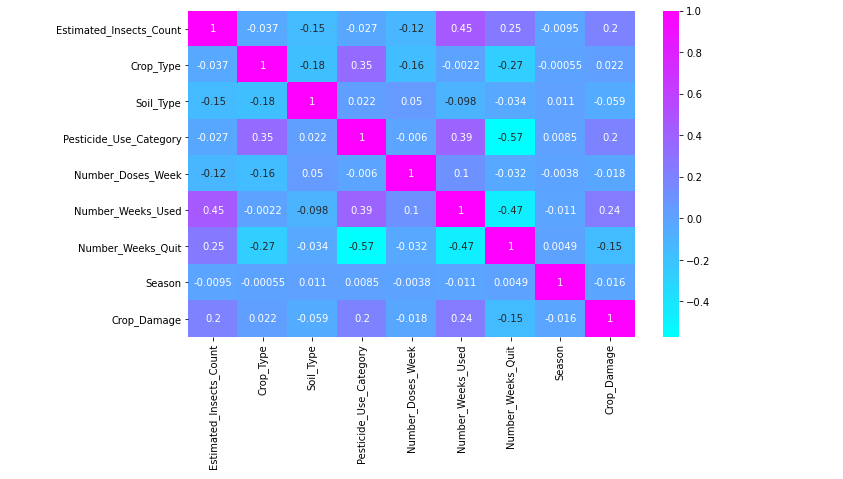 Estimated_Insects_Count 1 -0.037 -0.15 -0.027 -0.12 0.45 0.25 -0.0095 0.2
Crop_Type -0.037 1 -0.18 0.35 -0.16 -0.0022 -0.27 -0.00055 0.022
Soil_Type -0.15 -0.18 1 0.022 0.05 -0.098 -0.034 0.011 -0.059
Pesticide_Use_Category -0.027 0.35 0.022 1 -0.006 0.39 -0.57 0.0085 0.2
Number_Doses_Week -0.12 -0.16 0.05 -0.006 1 0.1 -0.032 -0.0038 -0.018
Number_Weeks_Used 0.45 -0.0022 -0.098 0.39 0.1 1 -0.47 -0.011 0.24
Number_Weeks_Quit 0.25 -0.27 -0.034 -0.57 -0.032 -0.47 1 0.0049 -0.15
Season -0.0095 -0.00055 0.011 0.0085 -0.0038 -0.011 0.0049 1 -0.016
Crop_Damage 0.2 0.022 -0.059 0.2 -0.018 0.24 -0.15 -0.016 1
Estimated_Insects_Count
Crop_Type
Soil_Type
Pesticide_Use_Category
Number_Doses_Week
Number_Weeks_Used
Number_Weeks_Quit
Season
Crop_Damage
1.0
0.8
0.6
0.4
0.2
0.0
−0.2
−0.4